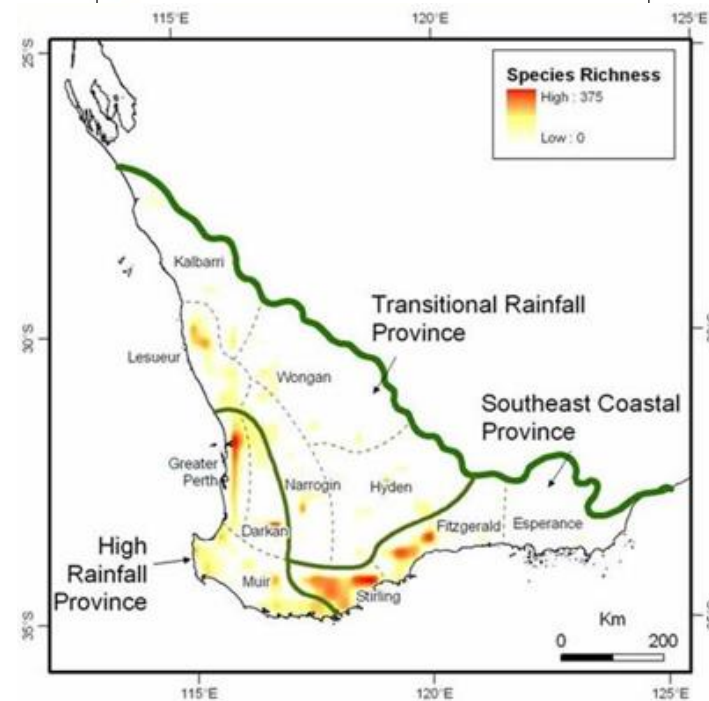 115°E
120°E
125°E
25°S
Species Richness
High : 375
Low : 0
Kalbarri
Transitional Rainfall
Province
30°S
Lesueur
Wongan
Southeast Coastal
Province
Greater
Perth
Narrogin
Hyden
Darkan
Fitzgerald
Esperance
High
Rainfall
Province
Muir
Stirling
Km
35°S
0
200
115°E
120°E
125°E